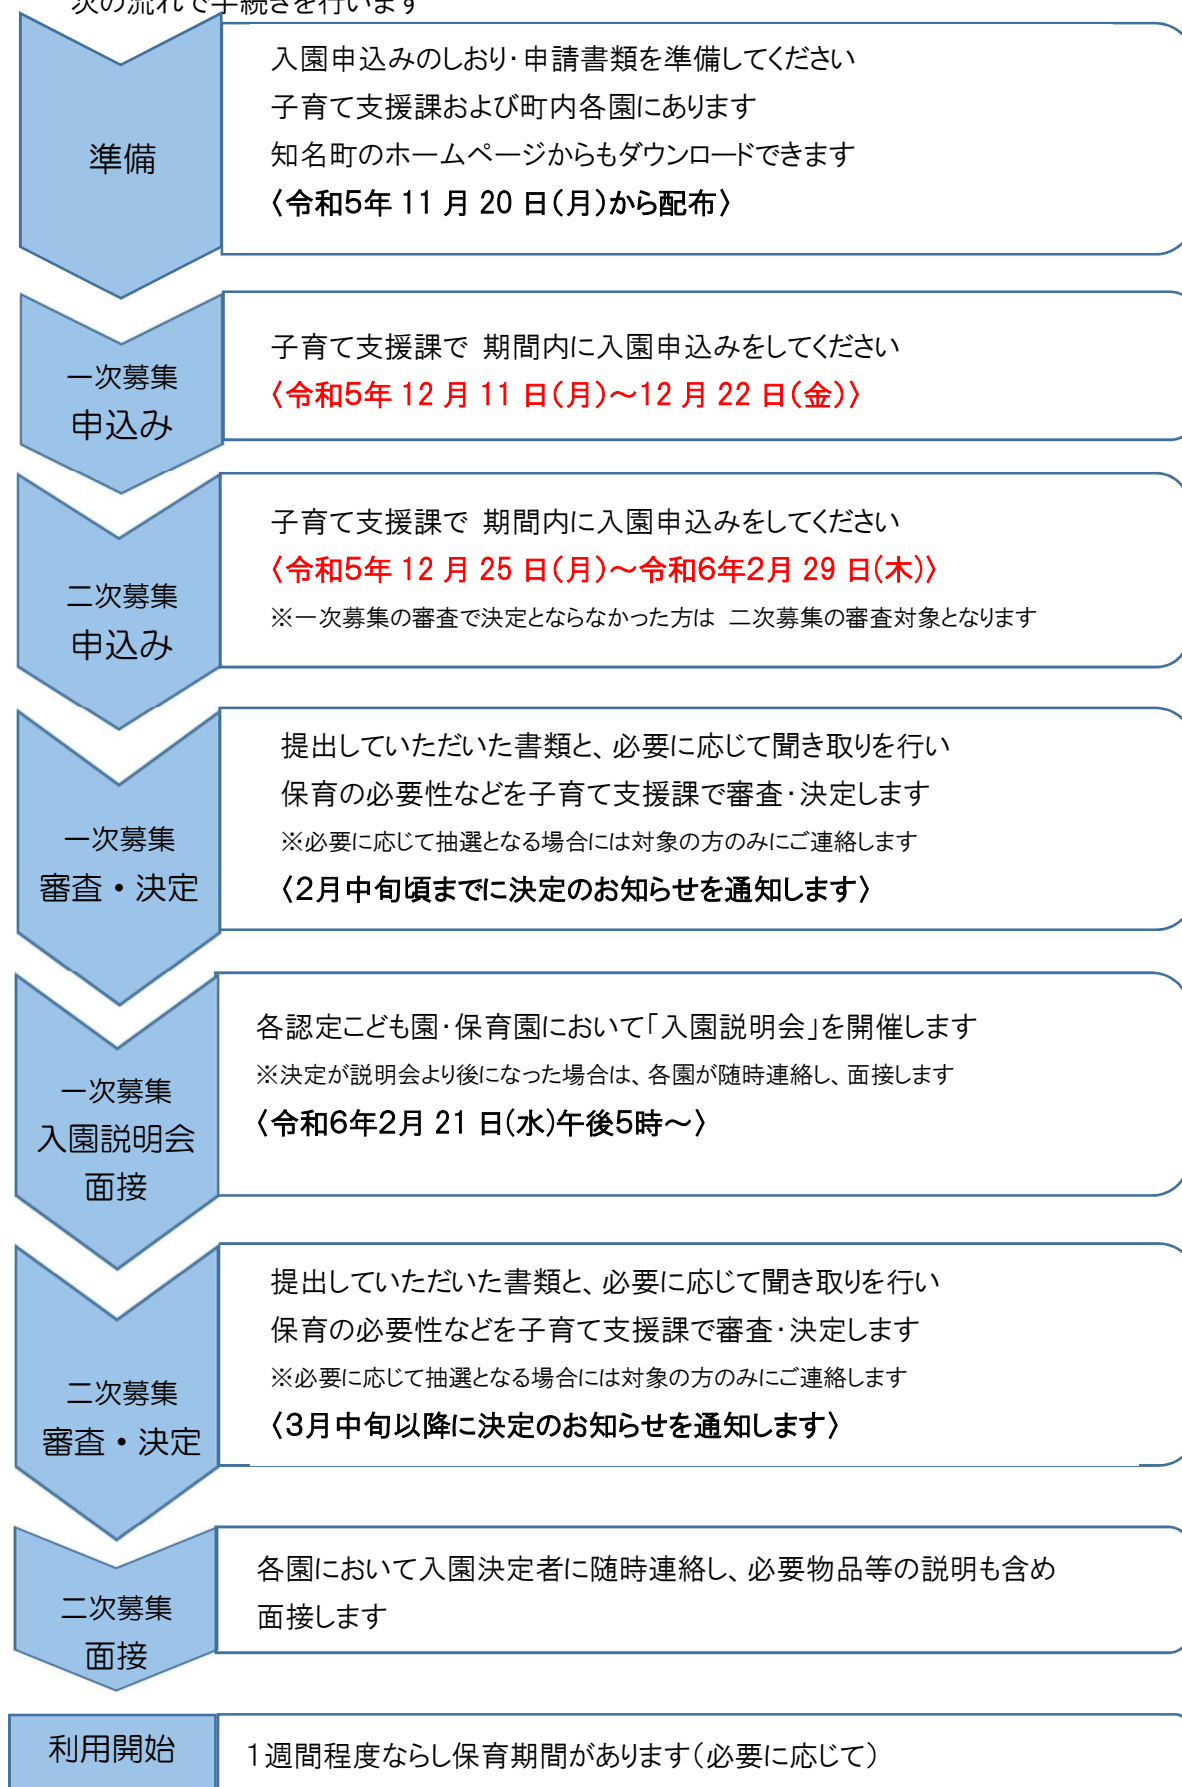 次の流れで手続きを行います
準備
入園申込みのしおり・申請書類を準備してください
子育て支援課および町内各園にあります
知名町のホームページからもダウンロードできます
〈令和5年 11 月 20 日(月)から配布〉
一次募集
申込み
子育て支援課で 期間内に入園申込みをしてください
〈令和5年 12 月 11 日(月)～12 月 22 日(金)〉
二次募集
申込み
子育て支援課で 期間内に入園申込みをしてください
〈令和5年 12 月 25 日(月)～令和6年2月 29 日(木)〉
※一次募集の審査で決定とならなかった方は 二次募集の審査対象となります
一次募集
審査・決定
提出していただいた書類と、必要に応じて聞き取りを行い
保育の必要性などを子育て支援課で審査・決定します
※必要に応じて抽選となる場合には対象の方のみにご連絡します
〈2月中旬頃までに決定のお知らせを通知します〉
一次募集
入園説明会
面接
各認定こども園・保育園において「入園説明会」を開催します
※決定が説明会より後になった場合は、各園が随時連絡し、面接します
〈令和6年2月 21 日(水)午後5時～〉
二次募集
審査・決定
提出していただいた書類と、必要に応じて聞き取りを行い
保育の必要性などを子育て支援課で審査・決定します
※必要に応じて抽選となる場合には対象の方のみにご連絡します
〈3月中旬以降に決定のお知らせを通知します〉
二次募集
面接
各園において入園決定者に随時連絡し、必要物品等の説明も含め
面接します
利用開始
1週間程度ならし保育期間があります(必要に応じて)